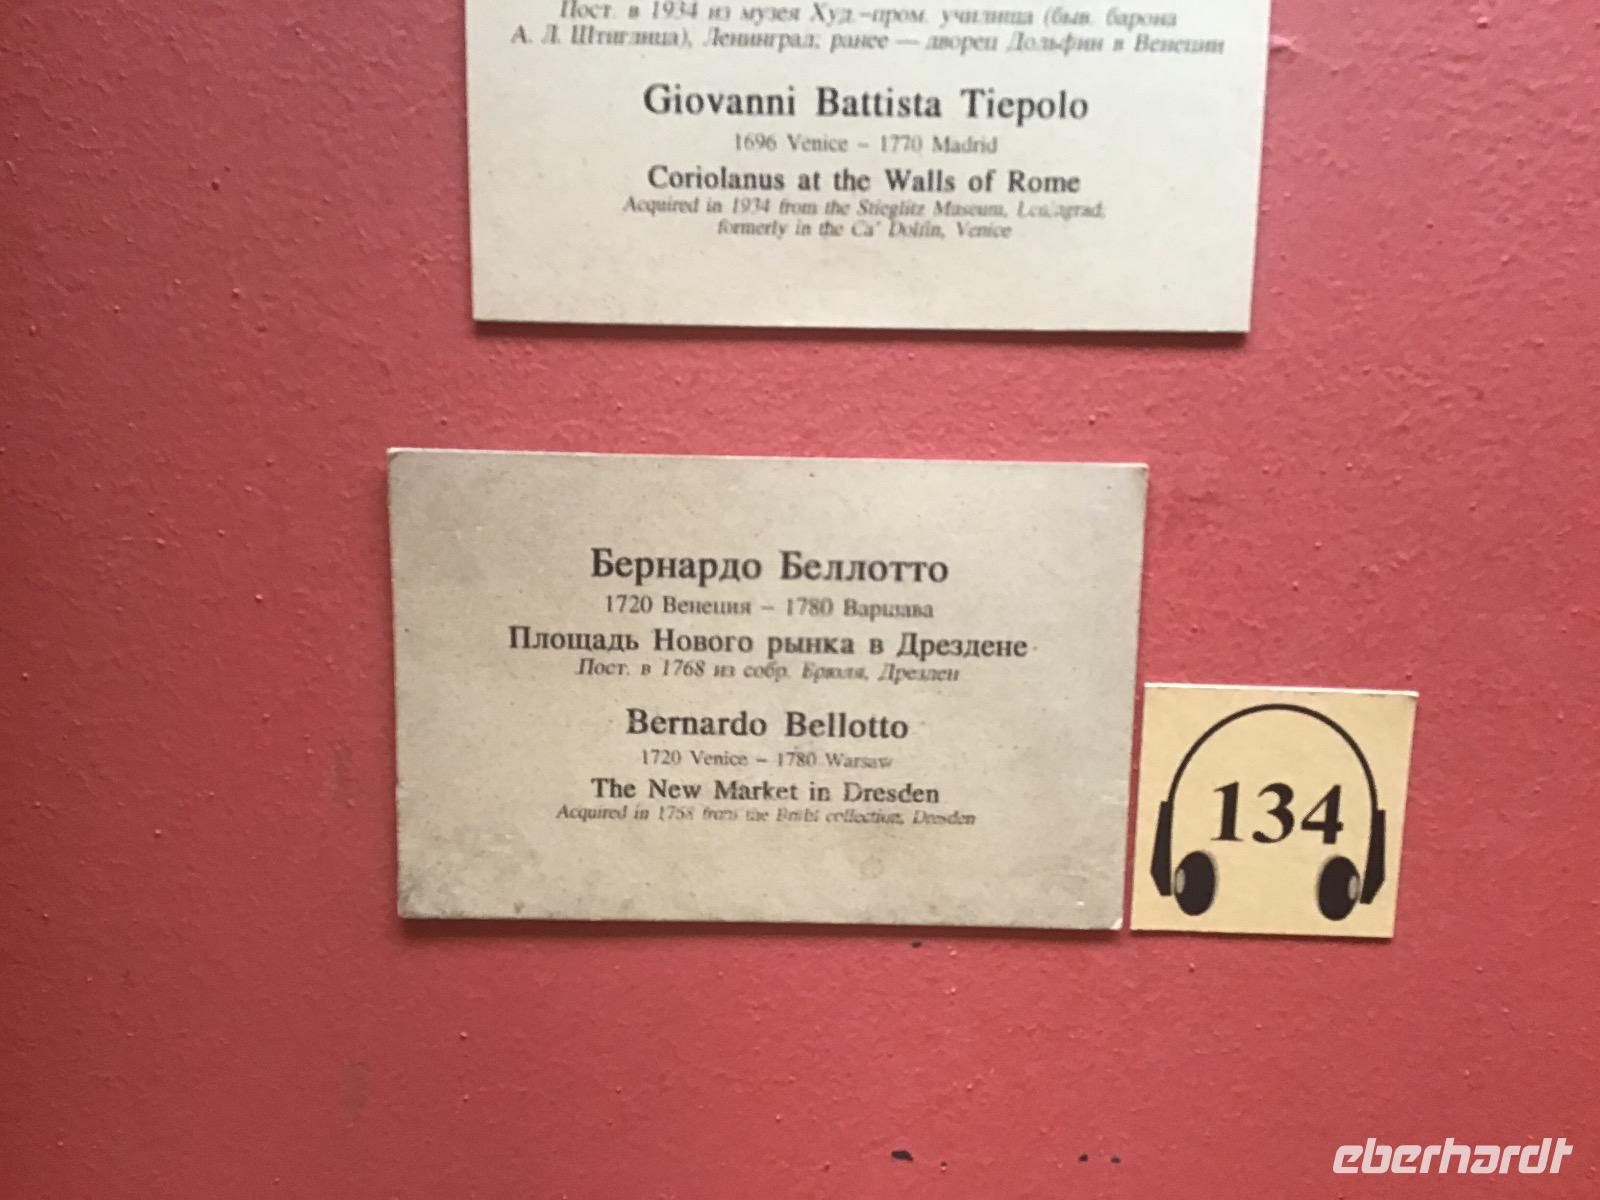 Пост. в 1934 из музея Худ.-пром. училища (быв. барона
А. Л. Штиглица), Ленинград; ранее — дворец Дольфин в Венеции
Giovanni Battista Tiepolo
1696 Venice – 1770 Madrid
Coriolanus at the Walls of Rome
Acquired in 1934 from the Stieglitz Museum, Leningrad;
formerly in the Ca' Dolfin, Venice
Бернардо Беллотто
1720 Венеция – 1780 Варшава
Площадь Нового рынка в Дрездене
Пост. в 1768 из собр. Брюля, Дрезден
Bernardo Bellotto
1720 Venice – 1780 Warsaw
The New Market in Dresden
Acquired in 1768 from the Brühl collection, Dresden
134
eberhardt